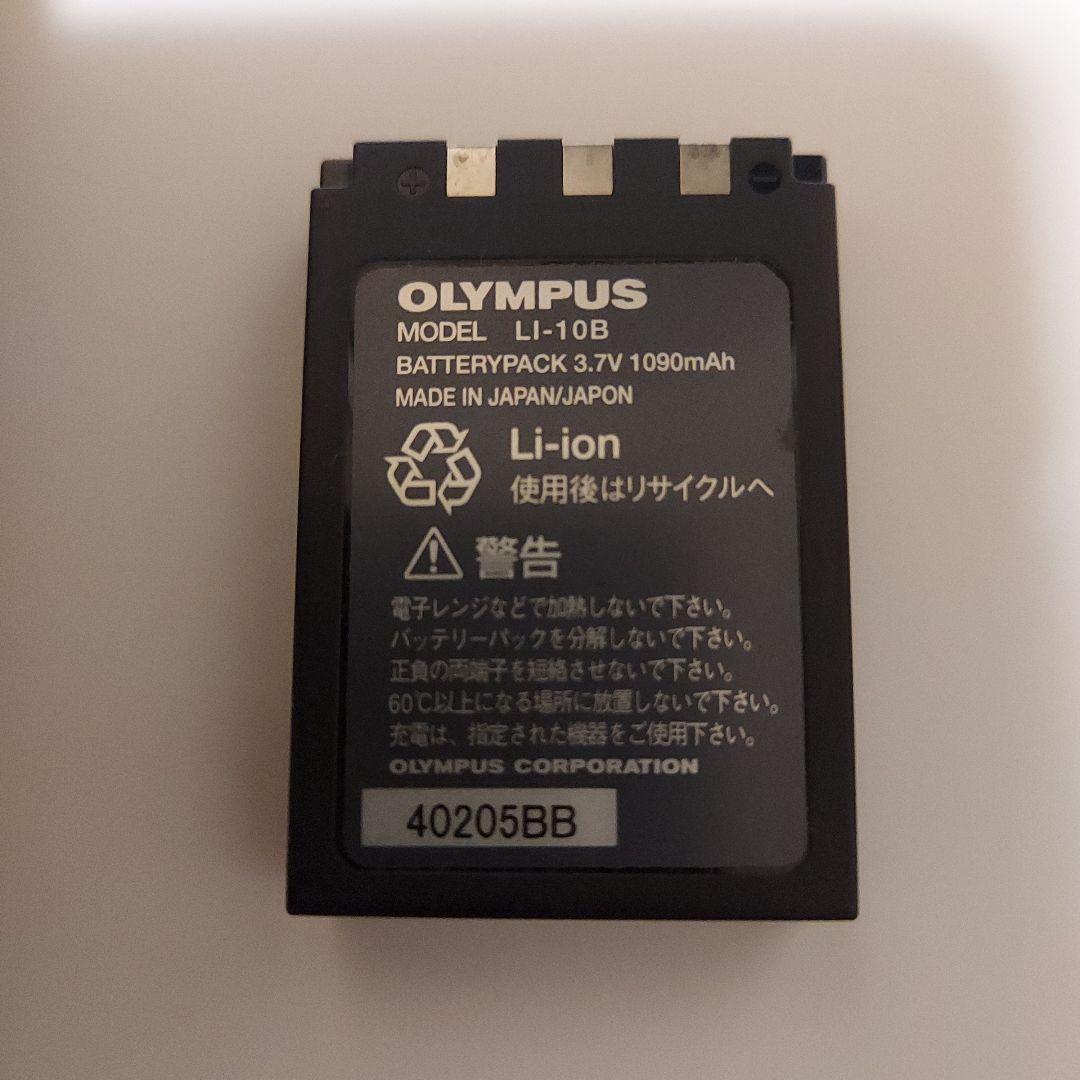 OLYMPUS
MODEL LI-10B
BATTERYPACK 3.7V 1090mAh
MADE IN JAPAN/JAPON
Li-ion
使用後はリサイクルへ
警告
電子レンジなどで加熱しないで下さい。
バッテリーパックを分解しないで下さい。
正負の両端子を短絡させないで下さい。
60℃以上になる場所に放置しないで下さい。
充電は、指定された機器をご使用下さい。
OLYMPUS CORPORATION
40205BB